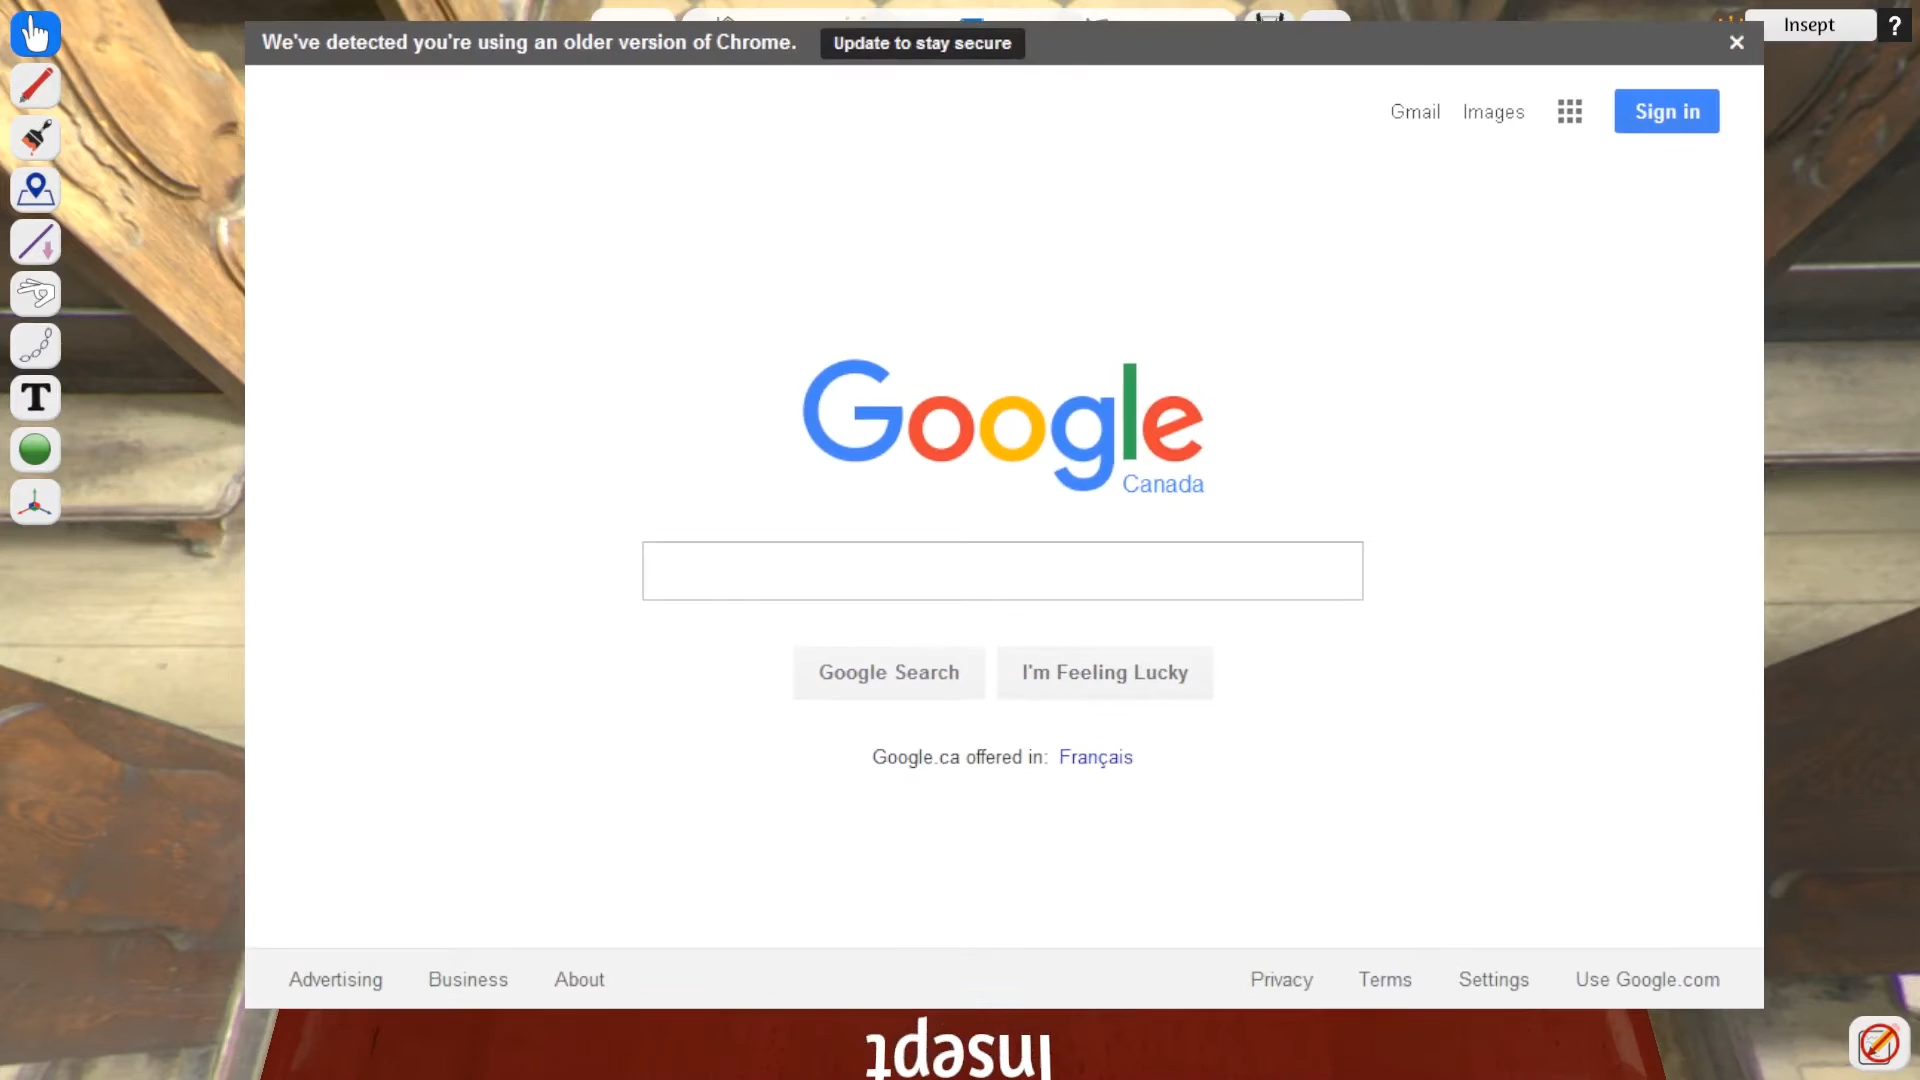 Insept ?
We've detected you're using an older version of Chrome. Update to stay secure ×
Gmail Images Sign in
Google
Canada
Google Search I'm Feeling Lucky
Google.ca offered in: Français
Advertising Business About Privacy Terms Settings Use Google.com
T
Insept